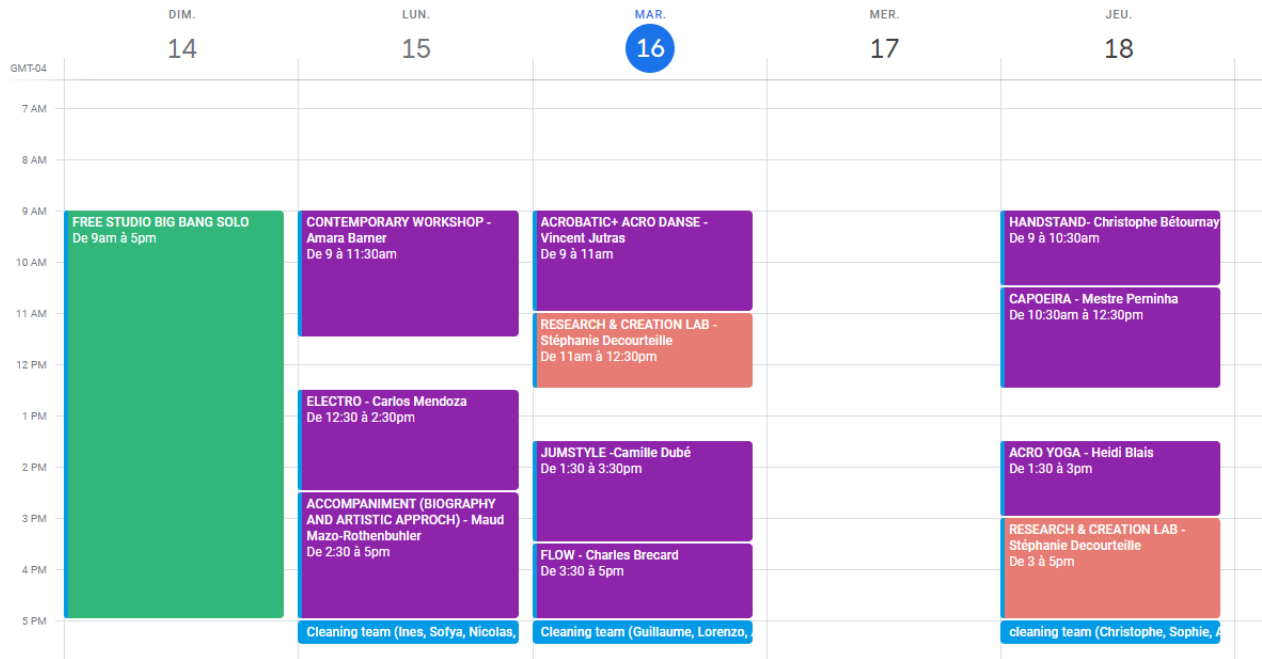 DIM.
LUN.
MAR.
MER.
JEU.
14
15
16
17
18
GMT-04
7 AM
8 AM
9 AM
10 AM
11 AM
12 PM
1 PM
2 PM
3 PM
4 PM
5 PM
FREE STUDIO BIG BANG SOLO
De 9am à 5pm
CONTEMPORARY WORKSHOP -
Amara Barner
De 9 à 11:30am
ELECTRO - Carlos Mendoza
De 12:30 à 2:30pm
ACCOMPANIMENT (BIOGRAPHY
AND ARTISTIC APPROCH) - Maud
Mazo-Rothenbuhler
De 2:30 à 5pm
Cleaning team (Ines, Sofya, Nicolas,
ACROBATIC+ ACRO DANSE -
Vincent Jutras
De 9 à 11am
RESEARCH & CREATION LAB -
Stéphanie Decourteille
De 11am à 12:30pm
JUMSTYLE -Camille Dubé
De 1:30 à 3:30pm
FLOW - Charles Brecard
De 3:30 à 5pm
Cleaning team (Guillaume, Lorenzo,
HANDSTAND- Christophe Bétournay
De 9 à 10:30am
CAPOEIRA - Mestre Perninha
De 10:30am à 12:30pm
ACRO YOGA - Heidi Blais
De 1:30 à 3pm
RESEARCH & CREATION LAB -
Stéphanie Decourteille
De 3 à 5pm
cleaning team (Christophe, Sophie,